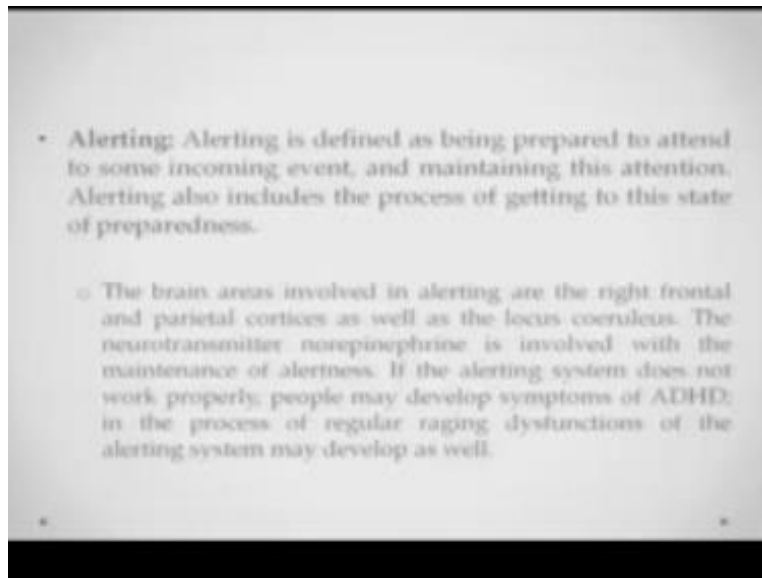 • Alerting: Alerting is defined as being prepared to attend
to some incoming event, and maintaining this attention.
Alerting also includes the process of getting to this state
of preparedness.
○ The brain areas involved in alerting are the right frontal
and parietal cortices as well as the locus coeruleus. The
neurotransmitter norepinephrine is involved with the
maintenance of alertness. If the alerting system does not
work properly, people may develop symptoms of ADHD;
in the process of regular raging dysfunctions of the
alerting system may develop as well.